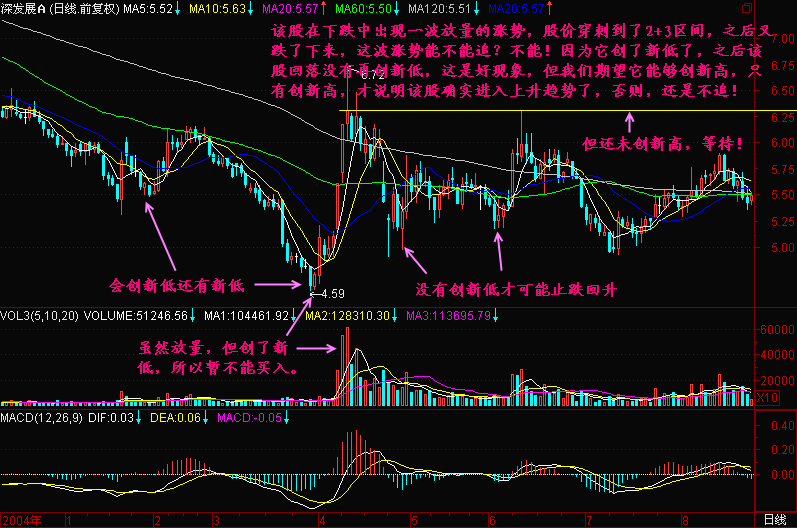 深发展A (日线.前复权) MA5:5.52↓ MA10:5.63↓ MA20:5.57↑ MA60:5.50↓ MA120:5.51↓ MA20:5.57↑
该股在下跌中出现一波放量的涨势，股价穿刺到了2+3区间，之后又
跌了下来，这波涨势能不能追？不能！因为它创了新低了，之后该
股回落没有再创新低，这是好现象，但我们期望它能够创新高，只
有创新高，才说明该股确实进入上升趋势了，否则，还是不追！
7.00
6.75
6.50
6.25
6.00
5.75
5.50
5.25
5.00
6.72
但还未创新高，等待！
会创新低还有新低
没有创新低才可能止跌回升
4.59
VOL3(5,10,20) VOLUME:51246.56↓ MA1:104461.92↓ MA2:128310.30↓ MA3:113695.79↓
虽然放量，但创了新
低，所以暂不能买入。
60000
40000
20000
X10
MACD(12,26,9) DIF:0.03↓ DEA:0.06↓ MACD:-0.05↓
0.40
0.20
0.00
2004年 1 2 3 4 5 6 7 8 日线